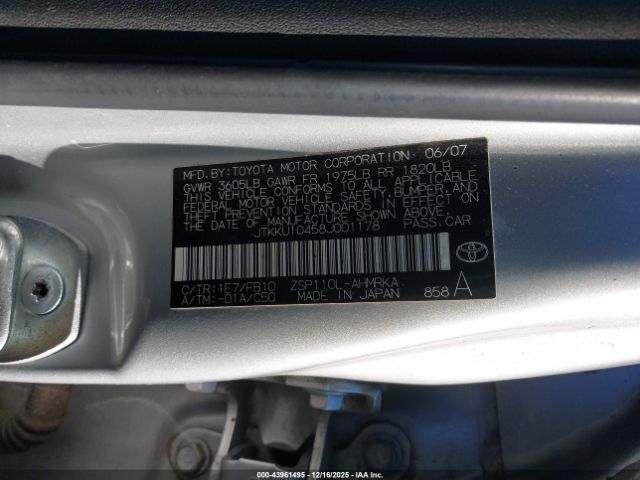 MFD.BY:TOYOTA MOTOR CORPORATION 06/07
GVWR 3605LB GAWR FR 1975LB RR 1820LB
THIS VEHICLE CONFORMS TO ALL APPLICABLE
FEDERAL MOTOR VEHICLE SAFETY, BUMPER, AND
THEFT PREVENTION STANDARDS IN EFFECT ON
THE DATE OF MANUFACTURE SHOWN ABOVE.
JTKKU10458J001178 PASS.CAR
C/TR:1E7/FB10 ZSP110L-AHMRKA
A/TM:-01A/C50 MADE IN JAPAN 858 A
000-43961495 - 12/16/2025 - IAAI.COM